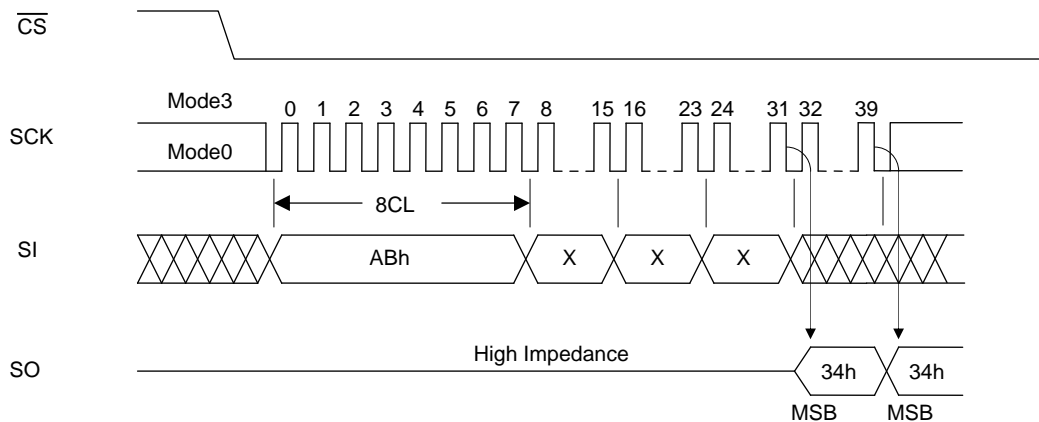 CS
Mode3
0 1 2 3 4 5 6 7 8 15 16 23 24 31 32 39
SCK
Mode0
8CL
SI
ABh X X X
High Impedance
SO
34h 34h
MSB MSB